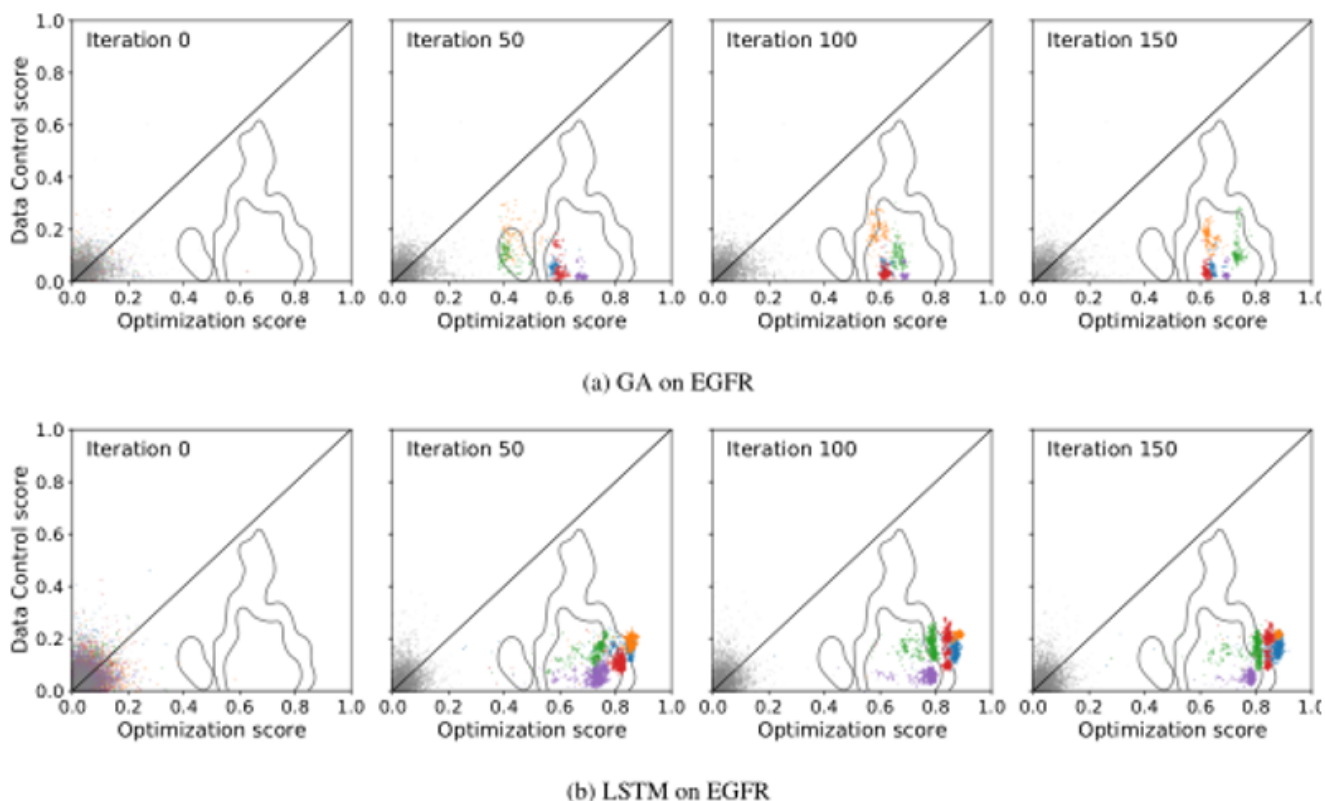 1.0
0.8
0.6
0.4
0.2
0.0
Data Control score
Iteration 0
Iteration 50
Iteration 100
Iteration 150
0.0 0.2 0.4 0.6 0.8 1.0
0.0 0.2 0.4 0.6 0.8 1.0
0.0 0.2 0.4 0.6 0.8 1.0
0.0 0.2 0.4 0.6 0.8 1.0
Optimization score
Optimization score
Optimization score
Optimization score
(a) GA on EGFR
1.0
0.8
0.6
0.4
0.2
0.0
Data Control score
Iteration 0
Iteration 50
Iteration 100
Iteration 150
0.0 0.2 0.4 0.6 0.8 1.0
0.0 0.2 0.4 0.6 0.8 1.0
0.0 0.2 0.4 0.6 0.8 1.0
0.0 0.2 0.4 0.6 0.8 1.0
Optimization score
Optimization score
Optimization score
Optimization score
(b) LSTM on EGFR